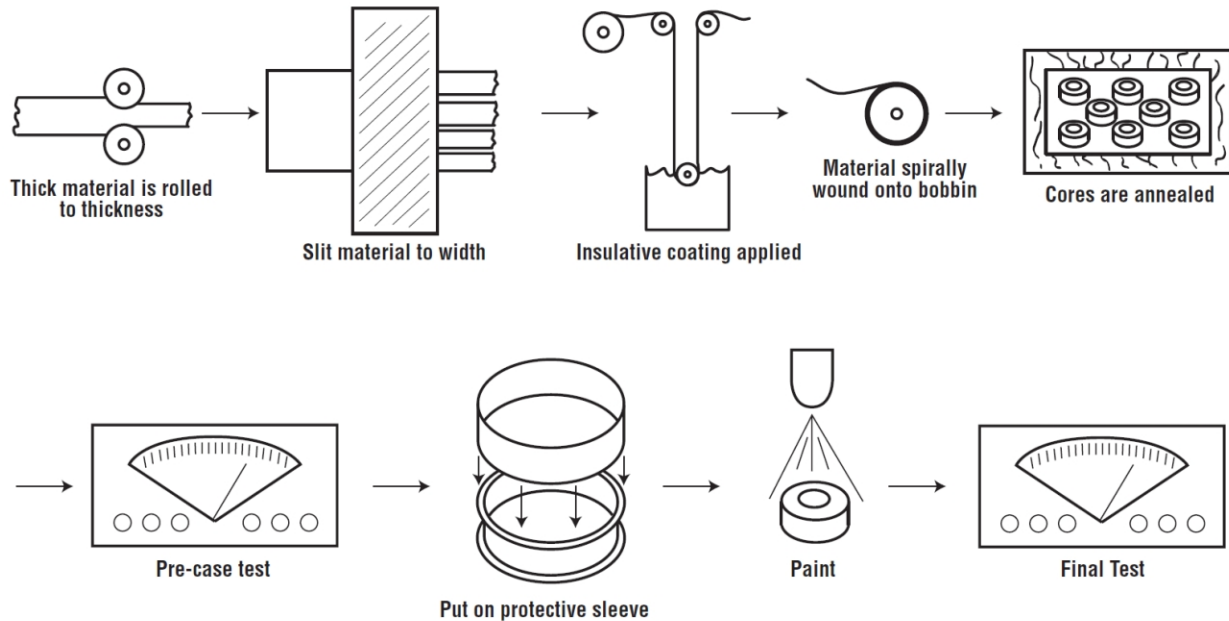 Thick material is rolled
to thickness
Slit material to width
Insulative coating applied
Material spirally
wound onto bobbin
Cores are annealed
Pre-case test
Put on protective sleeve
Paint
Final Test